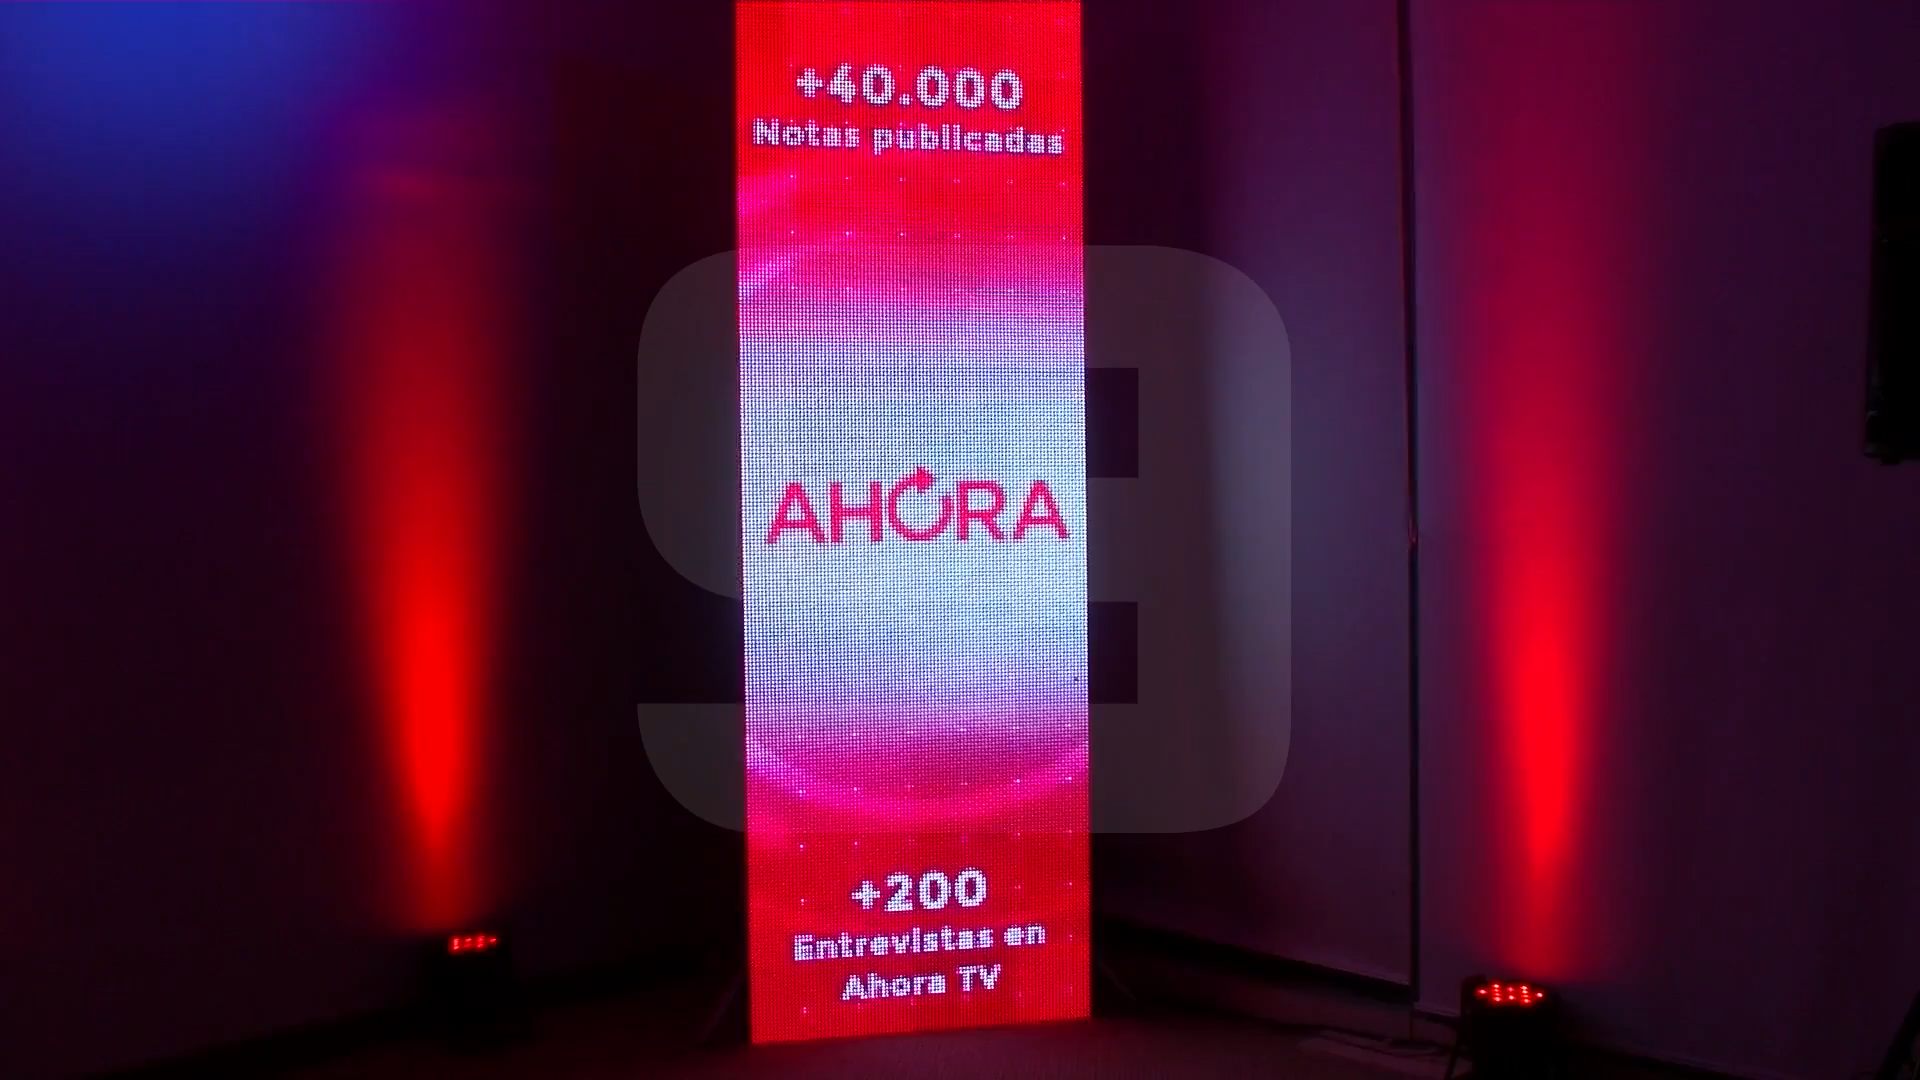 +40.000
Notas publicadas
AHORA
+200
Entrevistas en
Ahora TV